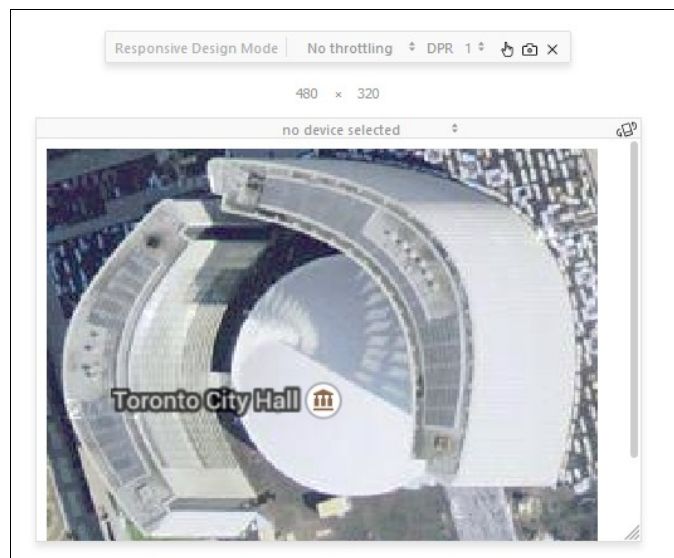 Responsive Design Mode No throttling DPR 1
480 × 320
no device selected
Toronto City Hall